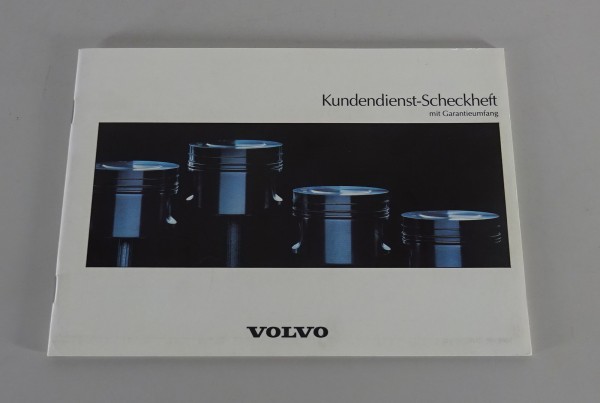 Kundendienst-Scheckheft
mit Garantieumfang
VOLVO